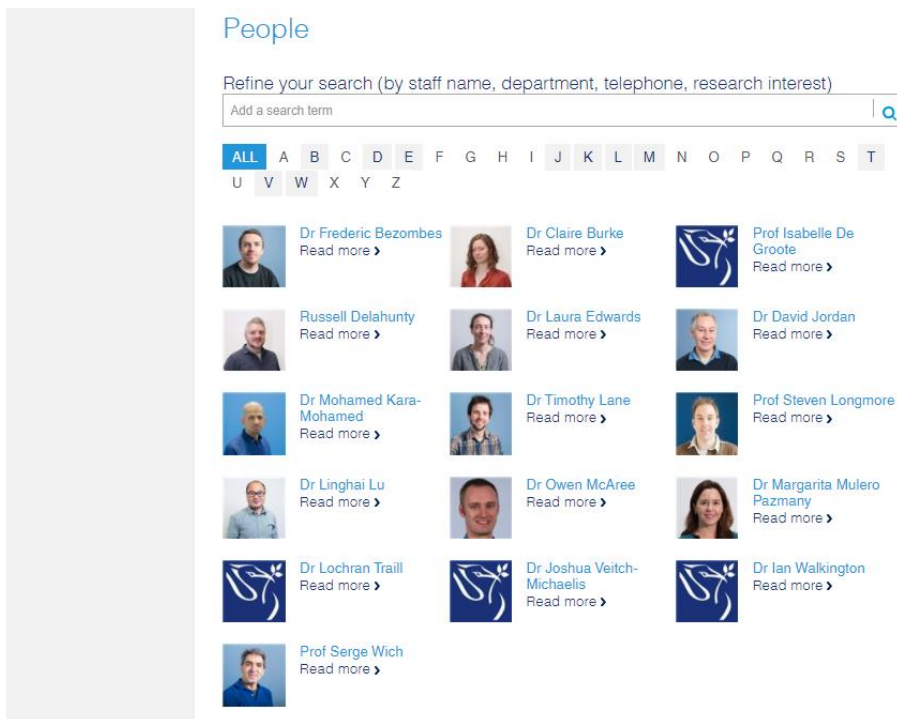 People
Refine your search (by staff name, department, telephone, research interest)
Add a search term
ALL A B C D E F G H I J K L M N O P Q R S T
U V W X Y Z
Dr Frederic Bezombes
Read more ›
Dr Claire Burke
Read more ›
Prof Isabelle De
Groote
Read more ›
Russell Delahunty
Read more ›
Dr Laura Edwards
Read more ›
Dr David Jordan
Read more ›
Dr Mohamed Kara-
Mohamed
Read more ›
Dr Timothy Lane
Read more ›
Prof Steven Longmore
Read more ›
Dr Linghai Lu
Read more ›
Dr Owen McAree
Read more ›
Dr Margarita Mulero
Pazmany
Read more ›
Dr Lochran Traill
Read more ›
Dr Joshua Veitch-
Michaelis
Read more ›
Dr Ian Walkington
Read more ›
Prof Serge Wich
Read more ›